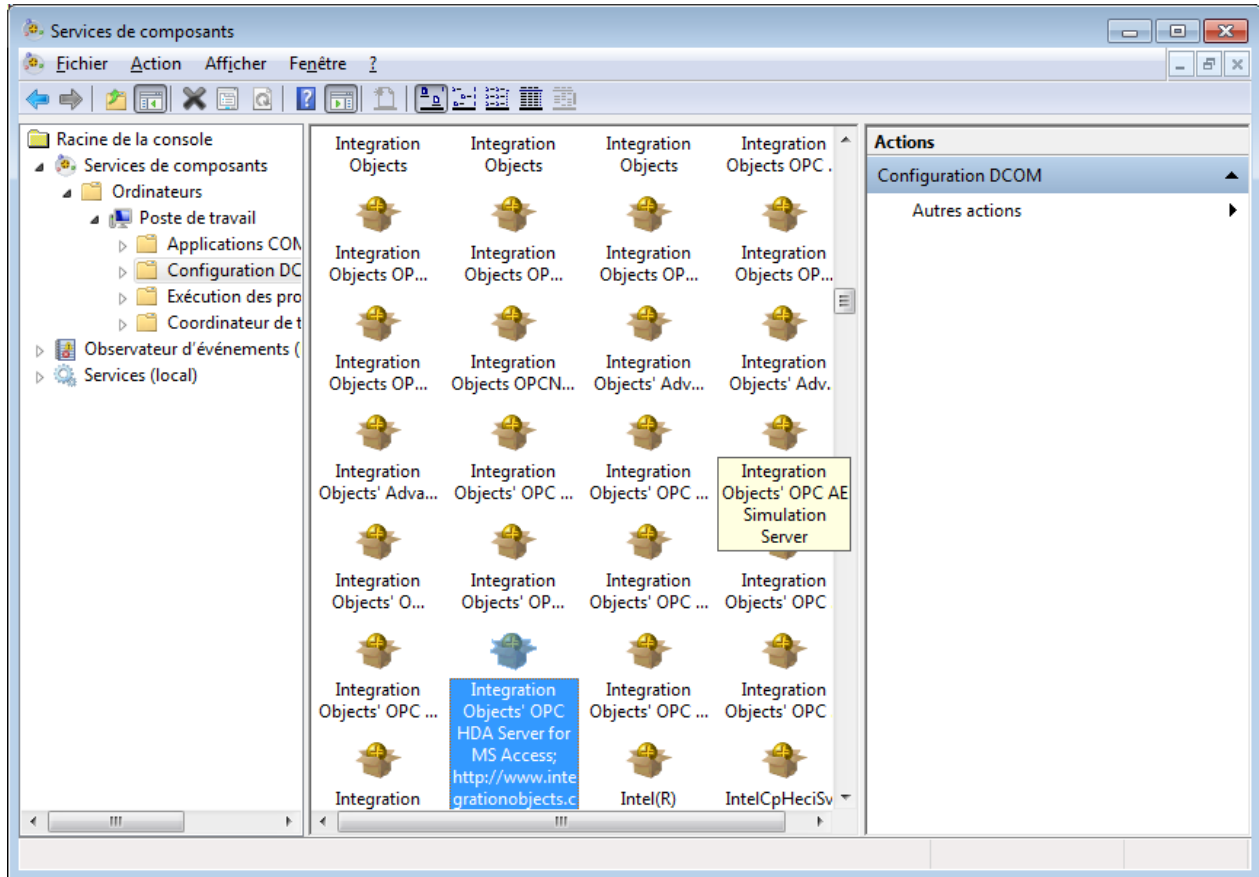 Services de composants
Fichier Action Afficher Fenêtre ?
Racine de la console
Services de composants
Ordinateurs
Poste de travail
Applications COM
Configuration DC
Exécution des pro
Coordinateur de t
Observateur d'événements (
Services (local)
Integration Integration Integration Integration
Objects Objects Objects Objects OPC .
Integration Integration Integration Integration
Objects OP... Objects OP... Objects OP... Objects OP...
Integration Integration Integration Integration
Objects OP... Objects OPCN... Objects' Adv... Objects' Adv.
Integration Integration Integration Integration
Objects' Adva... Objects' OPC ... Objects' OPC ... Objects' OPC AE
Simulation
Server
Integration Integration Integration Integration
Objects' O... Objects' OP... Objects' OPC ... Objects' OPC
Integration Integration Integration Integration
Objects' OPC ... Objects' OPC Objects' OPC ... Objects' OPC
HDA Server for
MS Access;
http://www.inte
Integration grationobjects.c Intel(R) IntelCpHeciSv
Actions
Configuration DCOM
Autres actions